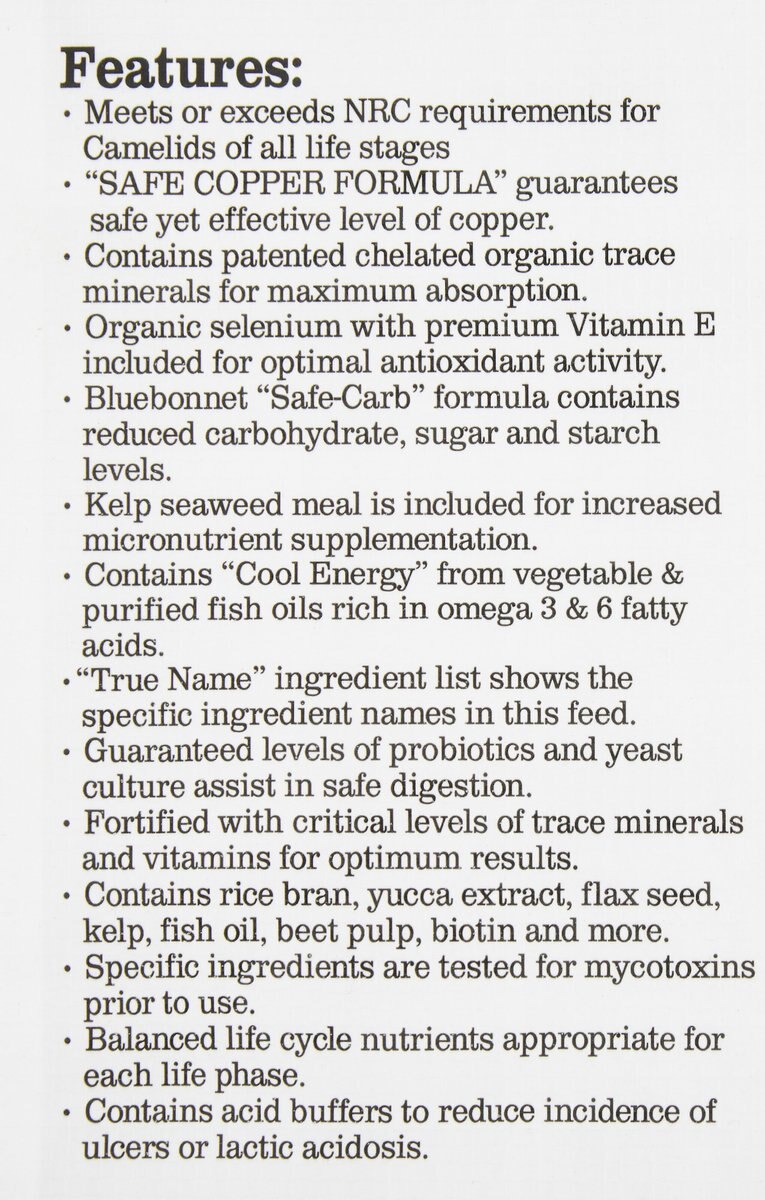 Features:
· Meets or exceeds NRC requirements for
Camelids of all life stages
· “SAFE COPPER FORMULA” guarantees
safe yet effective level of copper.
· Contains patented chelated organic trace
minerals for maximum absorption.
· Organic selenium with premium Vitamin E
included for optimal antioxidant activity.
· Bluebonnet “Safe-Carb” formula contains
reduced carbohydrate, sugar and starch
levels.
· Kelp seaweed meal is included for increased
micronutrient supplementation.
· Contains “Cool Energy” from vegetable &
purified fish oils rich in omega 3 & 6 fatty
acids.
·“True Name” ingredient list shows the
specific ingredient names in this feed.
· Guaranteed levels of probiotics and yeast
culture assist in safe digestion.
· Fortified with critical levels of trace minerals
and vitamins for optimum results.
· Contains rice bran, yucca extract, flax seed,
kelp, fish oil, beet pulp, biotin and more.
· Specific ingredients are tested for mycotoxins
prior to use.
· Balanced life cycle nutrients appropriate for
each life phase.
· Contains acid buffers to reduce incidence of
ulcers or lactic acidosis.